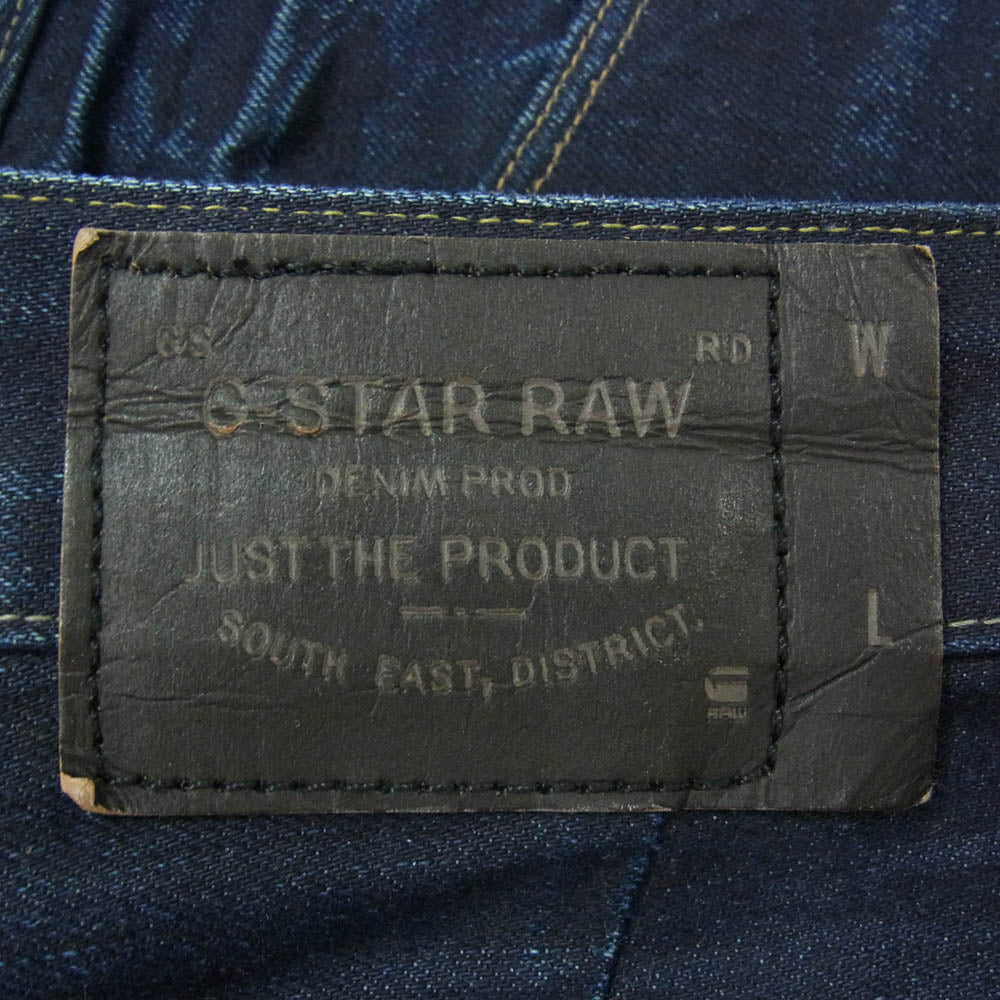 GS RD W
G-STAR RAW
DENIM PROD
JUST THE PRODUCT
SOUTH EAST, DISTRICT.
L
RAW